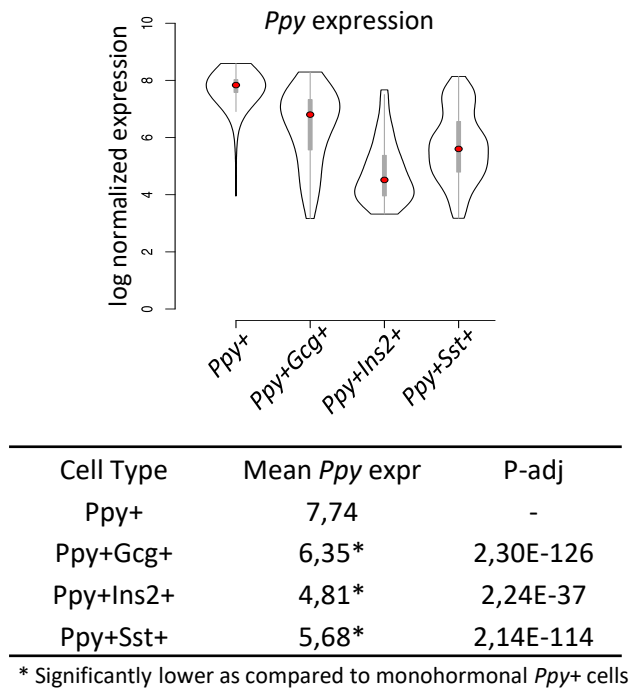 Ppy expression
log normalized expression
10
8
6
4
2
0
Ppy+
Ppy+Gcg+
Ppy+Ins2+
Ppy+Sst+
Cell Type Mean Ppy expr P-adj
Ppy+ 7,74 -
Ppy+Gcg+ 6,35* 2,30E-126
Ppy+Ins2+ 4,81* 2,24E-37
Ppy+Sst+ 5,68* 2,14E-114
* Significantly lower as compared to monohormonal Ppy+ cells